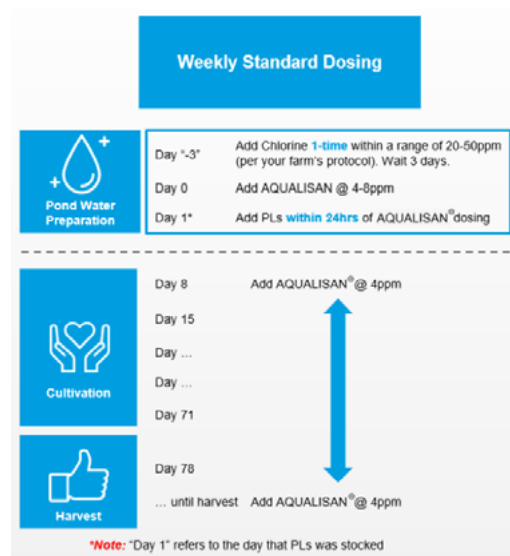 Weekly Standard Dosing
Pond Water
Preparation
Day “-3” Add Chlorine 1-time within a range of 20-50ppm
(per your farm's protocol). Wait 3 days.
Day 0 Add AQUALISAN @ 4-8ppm
Day 1* Add PLs within 24hrs of AQUALISAN® dosing
Cultivation
Day 8 Add AQUALISAN®@ 4ppm
Day 15
Day ...
Day ...
Day 71
Harvest
Day 78
... until harvest Add AQUALISAN®@ 4ppm
*Note: “Day 1” refers to the day that PLs was stocked